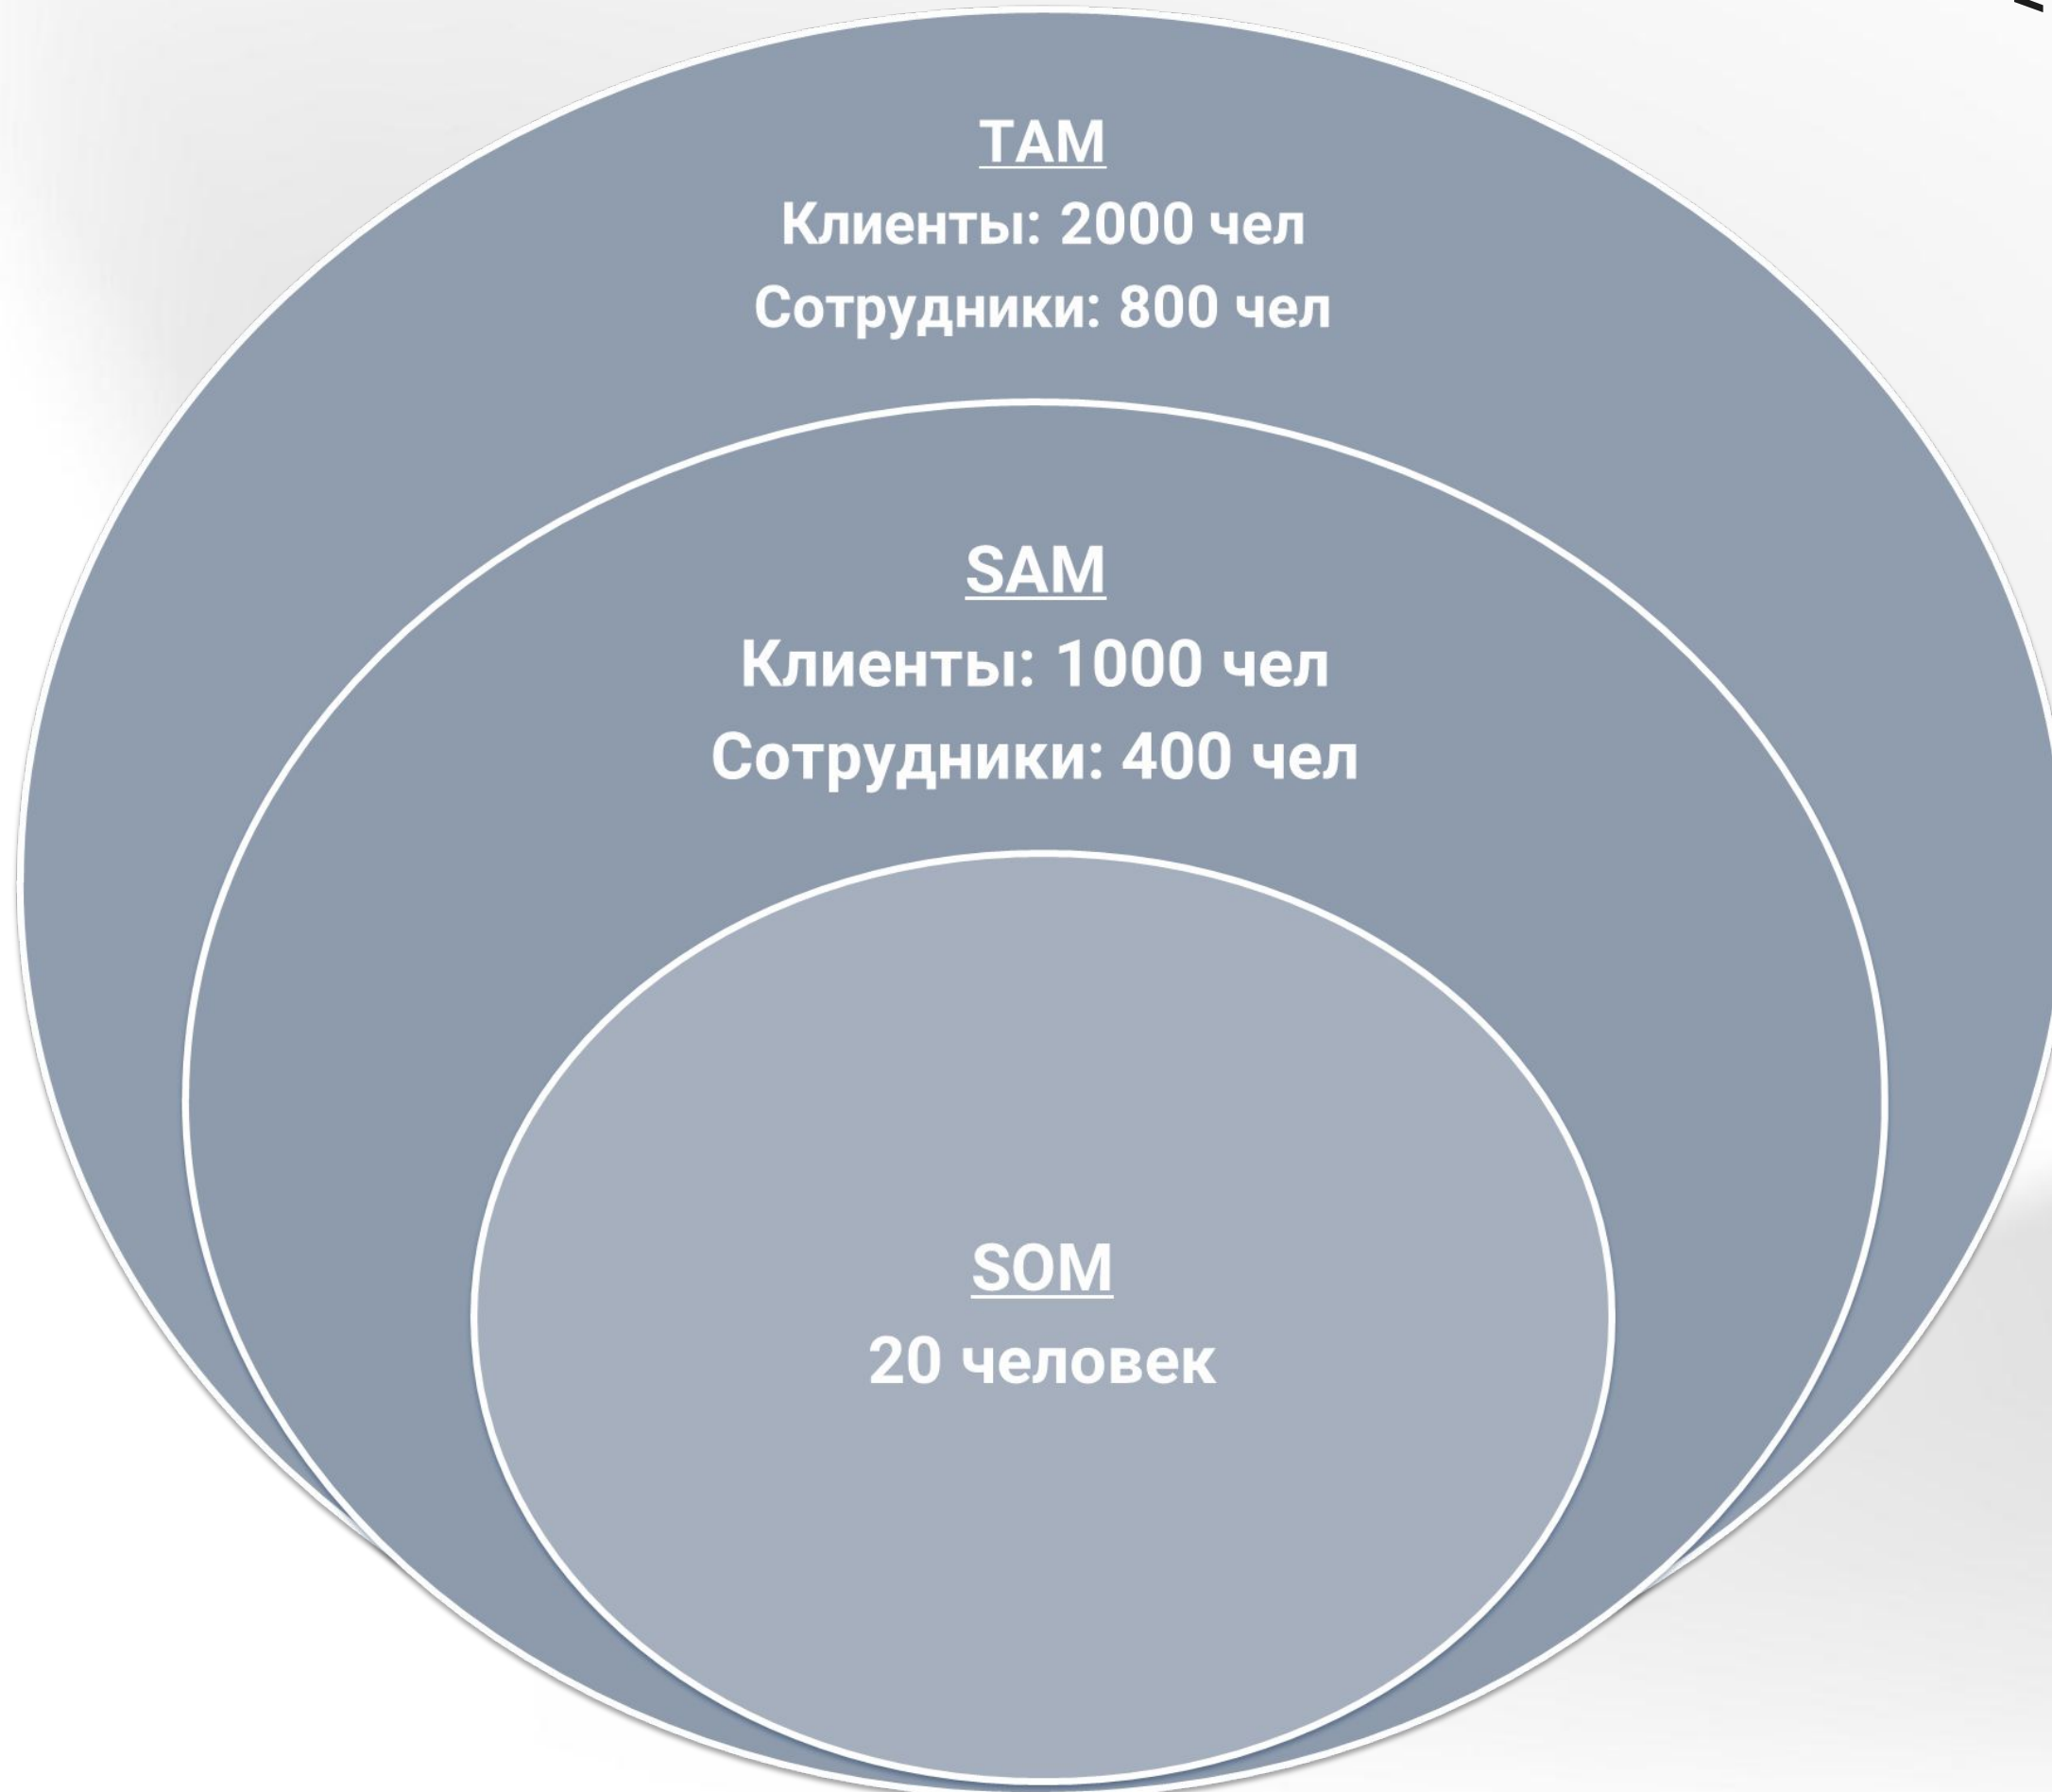 TAM
Клиенты: 2000 чел
Сотрудники: 800 чел
SAM
Клиенты: 1000 чел
Сотрудники: 400 чел
SOM
20 человек